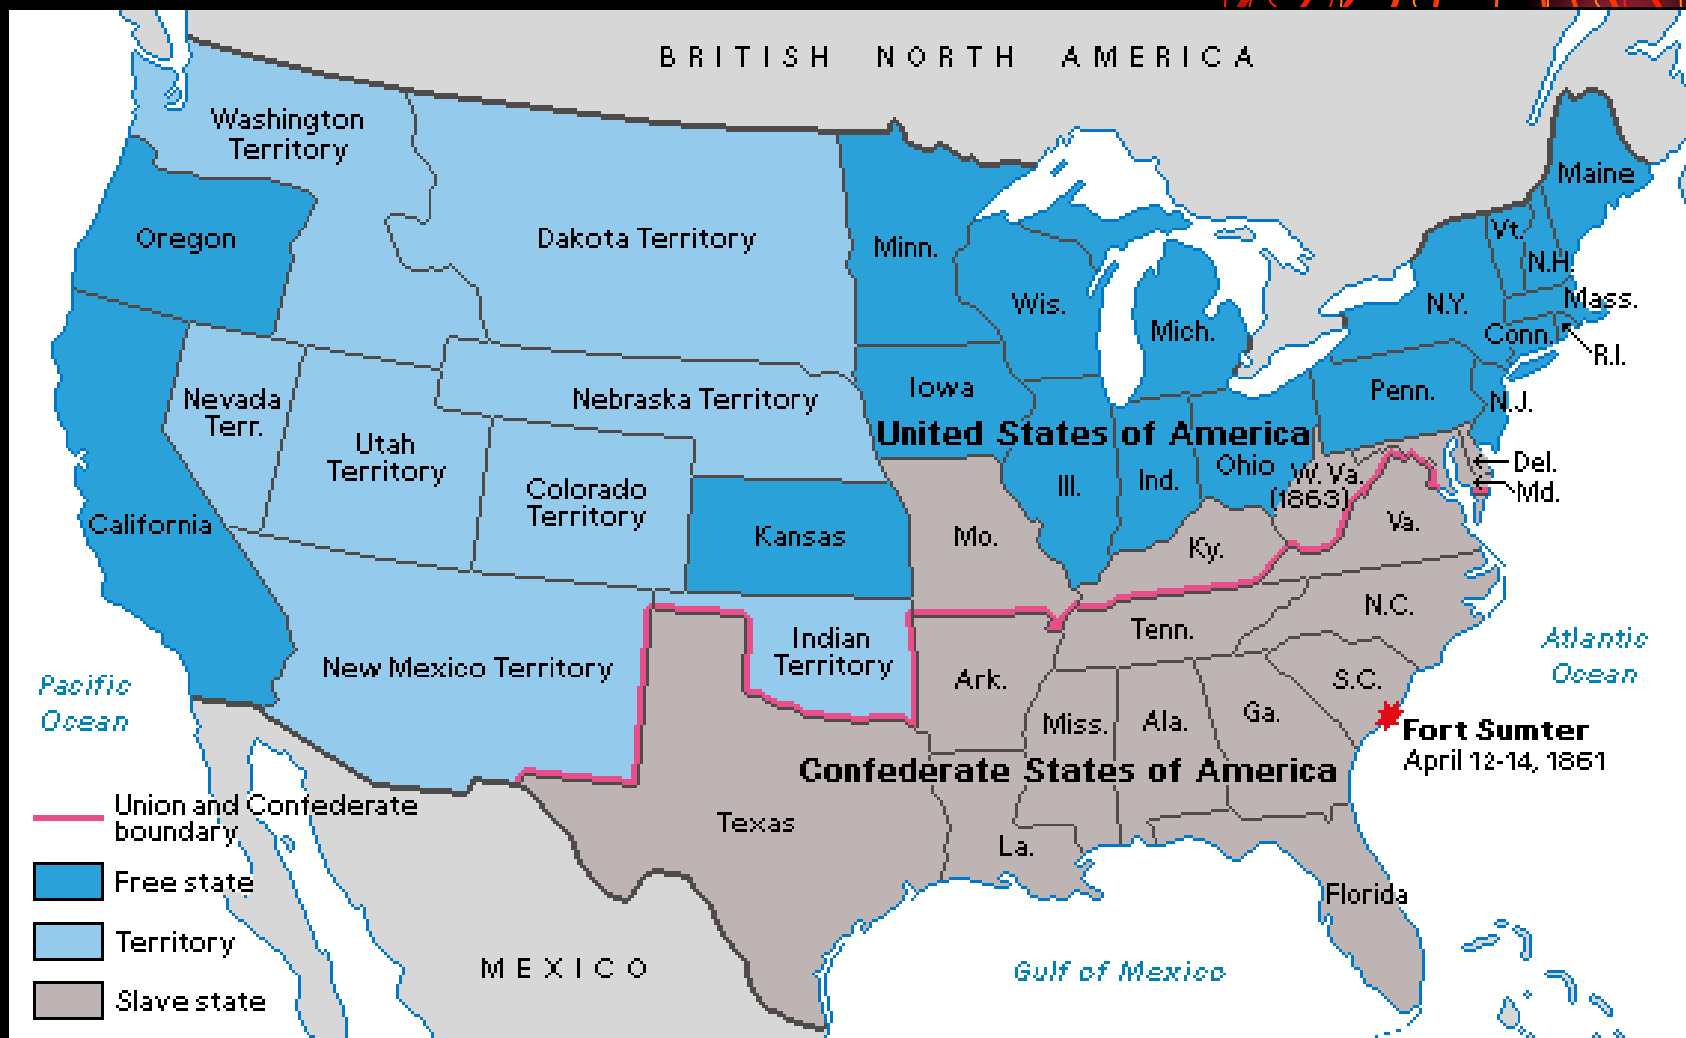 BRITISH NORTH AMERICA
Washington
Territory
Oregon
Dakota Territory
Minn.
Wis.
Mich.
Maine
Vt.
N.H.
N.Y.
Mass.
Conn.
R.I.
Nevada
Terr.
Utah
Territory
Nebraska Territory
Iowa
Penn.
N.J.
United States of America
Colorado
Territory
Ill.
Ind.
Ohio
W. Va.
(1863)
Del.
Md.
California
Kansas
Mo.
Ky.
Va.
Indian
Territory
New Mexico Territory
Tenn.
N.C.
Ark.
S.C.
Pacific
Ocean
Atlantic
Ocean
Miss.
Ala.
Ga.
Fort Sumter
April 12-14, 1861
Confederate States of America
Texas
La.
Florida
Union and Confederate
boundary
Free state
Territory
Slave state
MEXICO
Gulf of Mexico